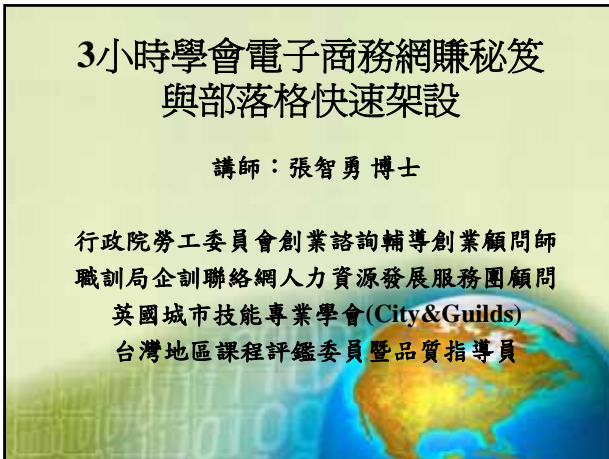 3小時學會電子商務網賺秘笈
與部落格快速架設
講師：張智勇 博士
行政院勞工委員會創業諮詢輔導創業顧問師
職訓局企訓聯絡網人力資源發展服務團顧問
英國城市技能專業學會(City&Guilds)
台灣地區課程評鑑委員暨品質指導員